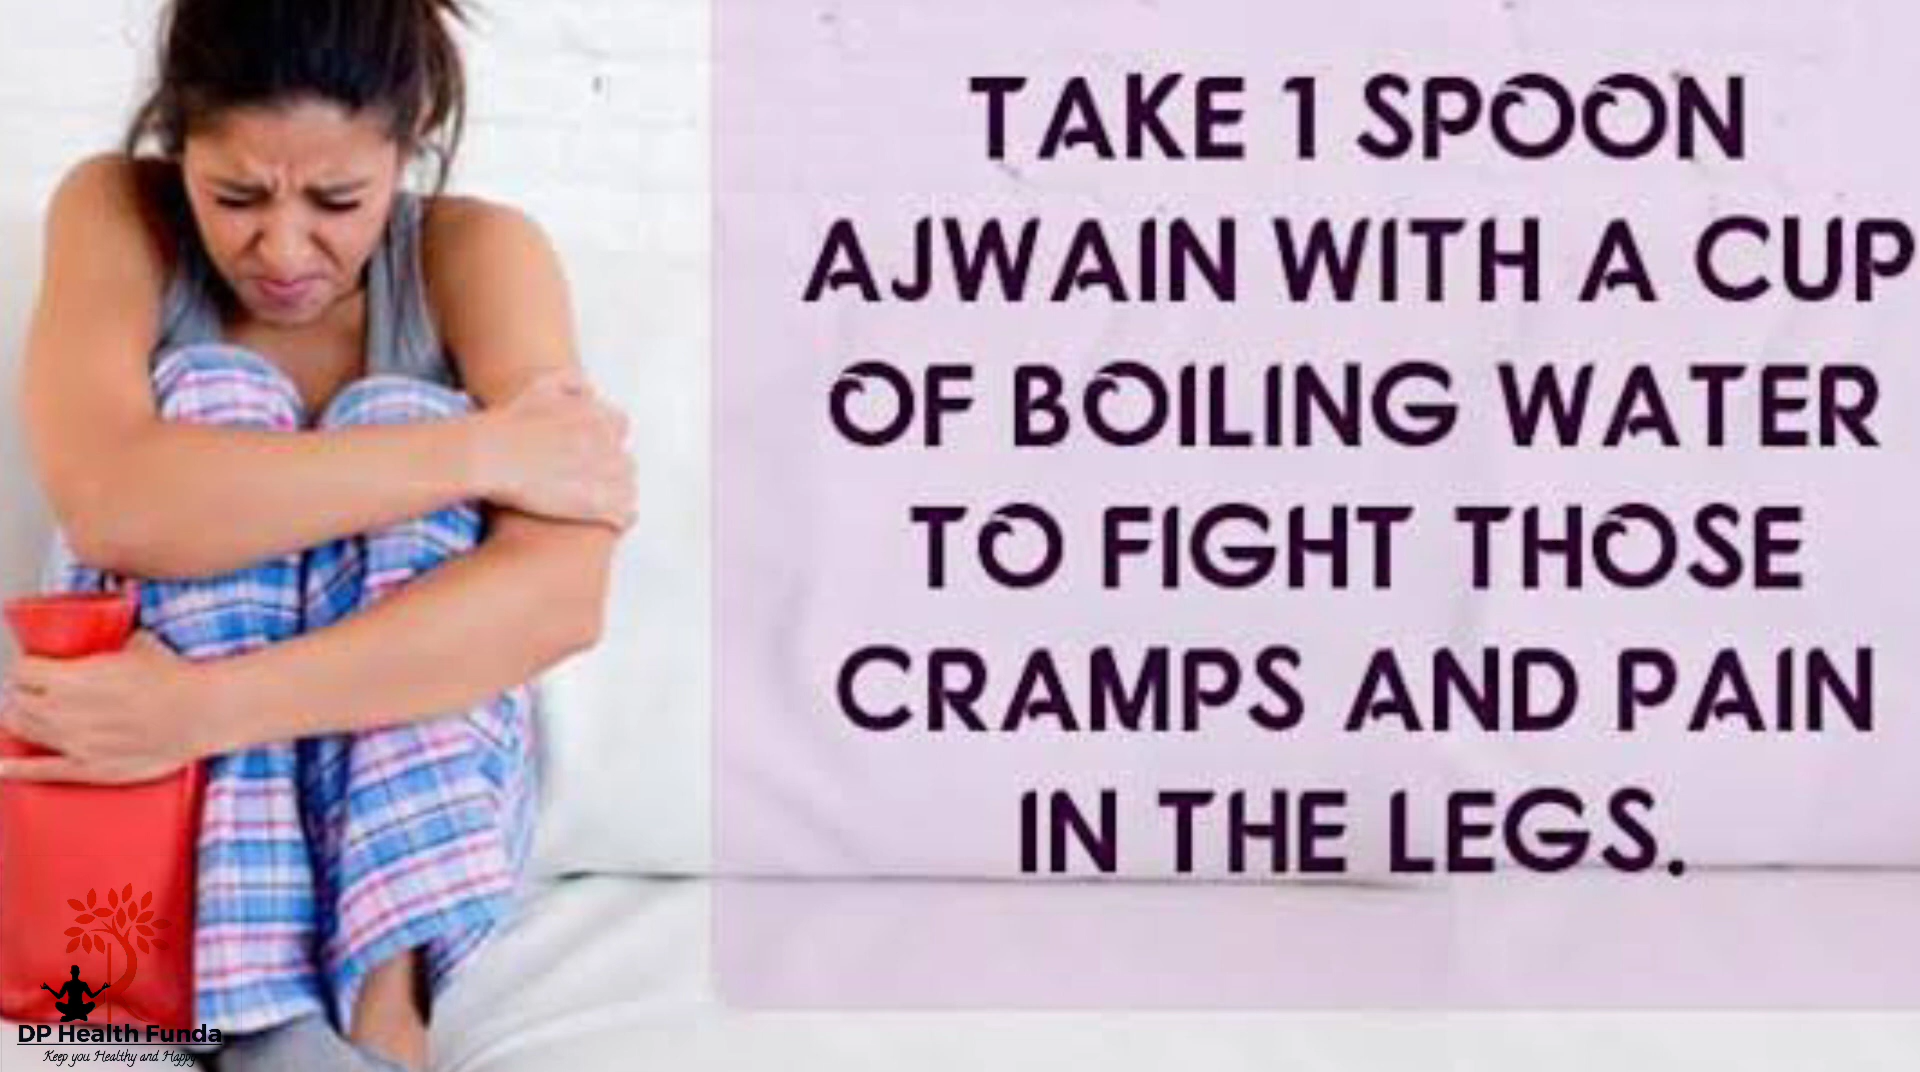 TAKE 1 SPOON
AJWAIN WITH A CUP
OF BOILING WATER
TO FIGHT THOSE
CRAMPS AND PAIN
IN THE LEGS.
DP Health Funda
Keep you Healthy and Happy